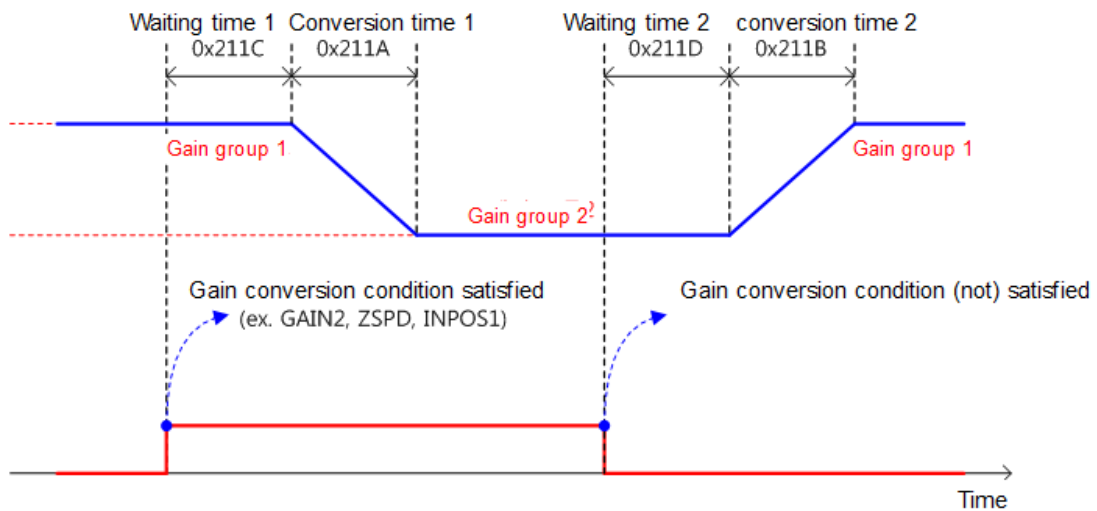 Waiting time 1 Conversion time 1 Waiting time 2 conversion time 2
0x211C 0x211A 0x211D 0x211B
Gain group 1 Gain group 1
Gain group 2
Gain conversion condition satisfied Gain conversion condition (not) satisfied
(ex. GAIN2, ZSPD, INPOS1)
Time